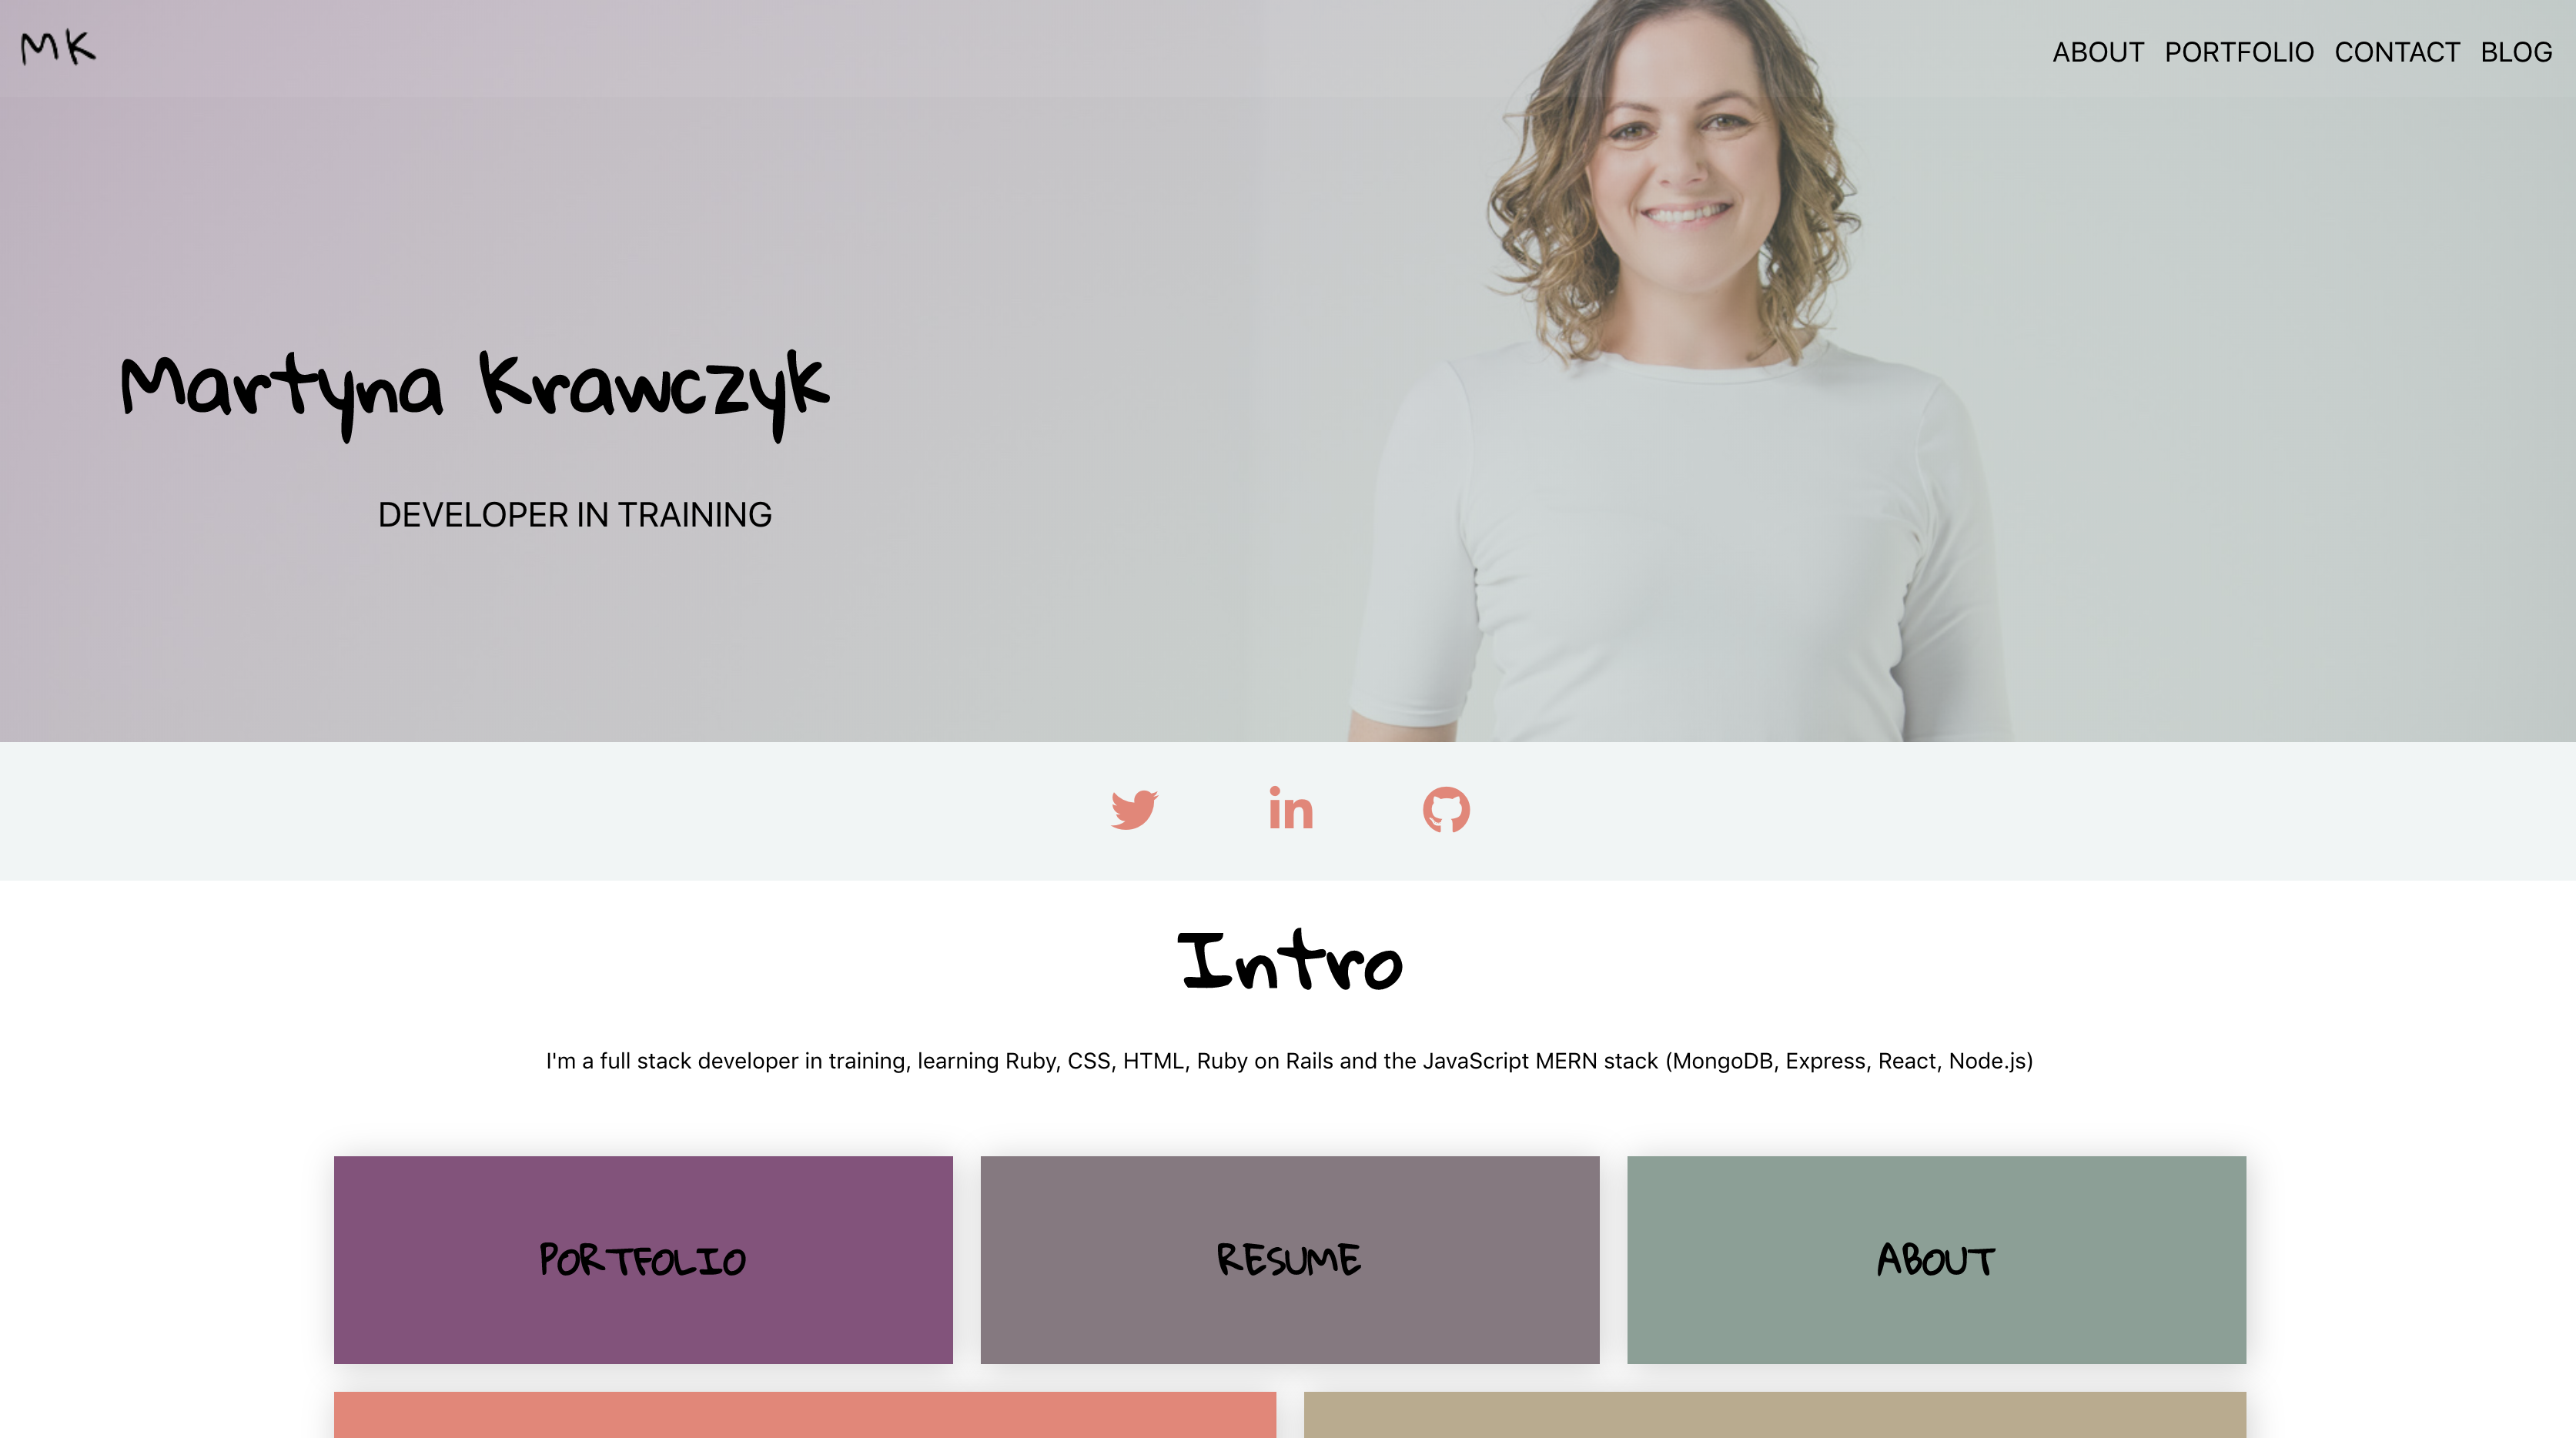 MK
ABOUT PORTFOLIO CONTACT BLOG
Martyna Krawczyk
DEVELOPER IN TRAINING
in
Intro
I'm a full stack developer in training, learning Ruby, CSS, HTML, Ruby on Rails and the JavaScript MERN stack (MongoDB, Express, React, Node.js)
PORTFOLIO
RESUME
ABOUT